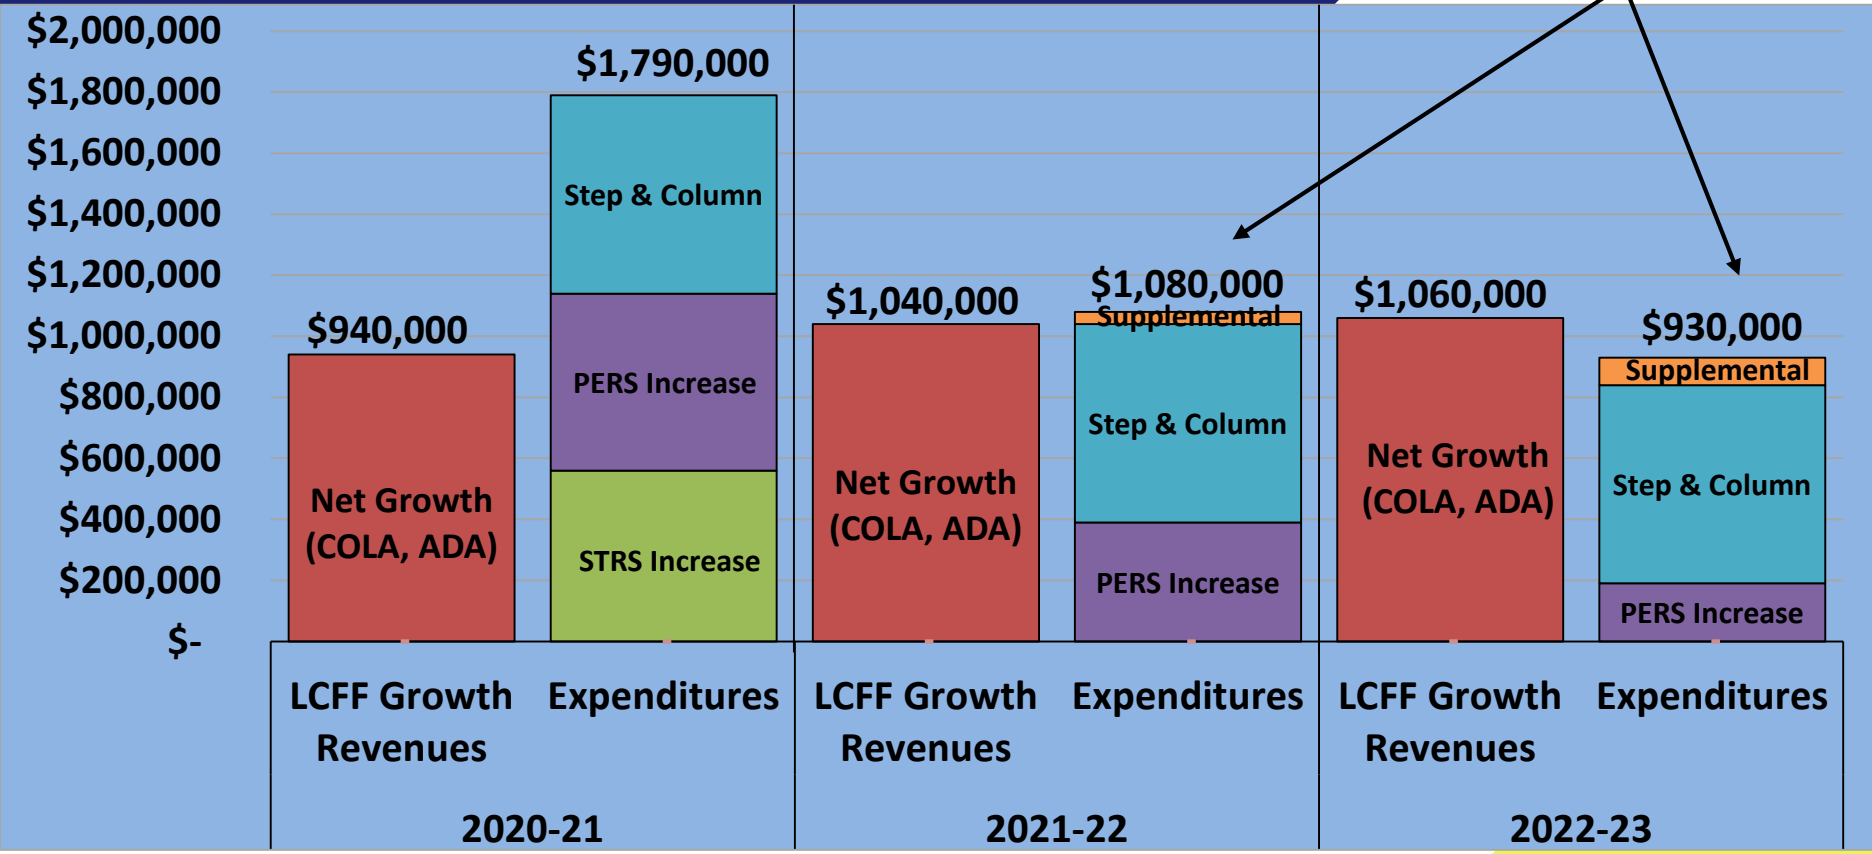 $2,000,000
$1,800,000
$1,600,000
$1,400,000
$1,200,000
$1,000,000
$800,000
$600,000
$400,000
$200,000
$-
$940,000
Net Growth
(COLA, ADA)
$1,790,000
Step & Column
PERS Increase
STRS Increase
$1,040,000
Net Growth
(COLA, ADA)
$1,080,000
Supplemental
Step & Column
PERS Increase
$1,060,000
Net Growth
(COLA, ADA)
$930,000
Supplemental
Step & Column
PERS Increase
LCFF Growth
Revenues
Expenditures
LCFF Growth
Revenues
Expenditures
LCFF Growth
Revenues
Expenditures
2020-21
2021-22
2022-23